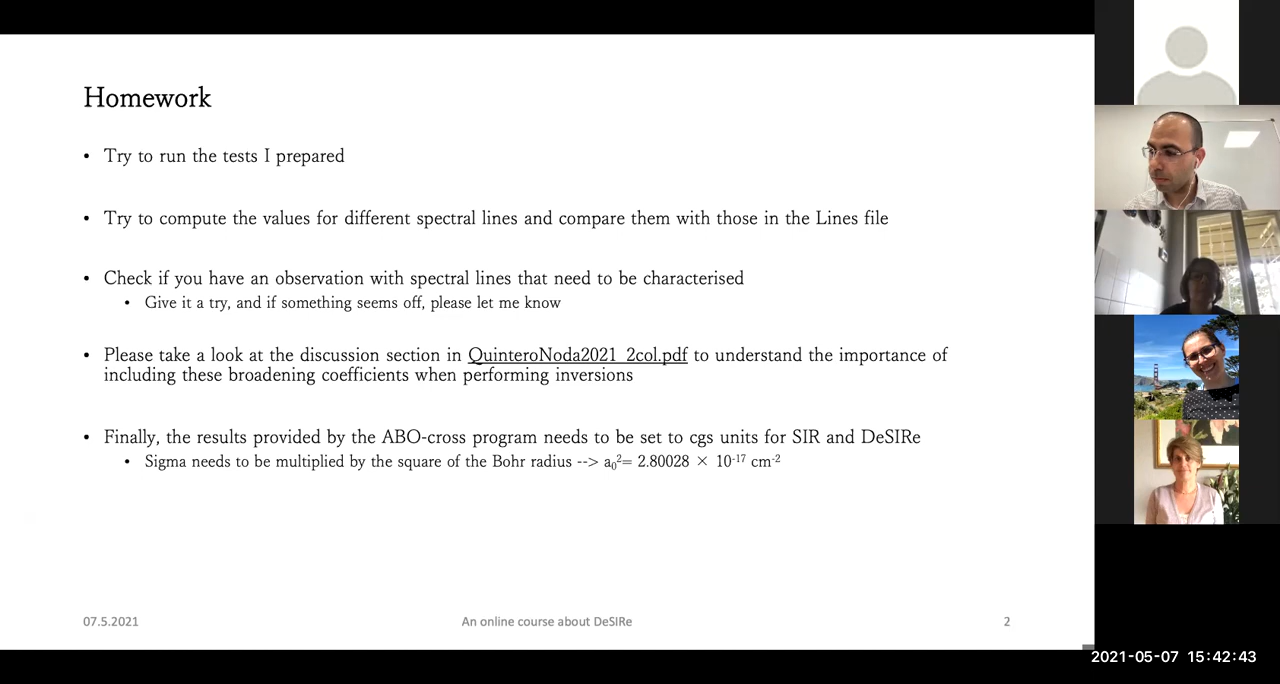 Homework
• Try to run the tests I prepared
• Try to compute the values for different spectral lines and compare them with those in the Lines file
• Check if you have an observation with spectral lines that need to be characterised
• Give it a try, and if something seems off, please let me know
• Please take a look at the discussion section in QuinteroNoda2021_2col.pdf to understand the importance of
including these broadening coefficients when performing inversions
• Finally, the results provided by the ABO-cross program needs to be set to cgs units for SIR and DeSIRe
• Sigma needs to be multiplied by the square of the Bohr radius --> a₀²= 2.80028 × 10⁻¹⁷ cm⁻²
07.5.2021
An online course about DeSIRe
2
2021-05-07 15:42:43